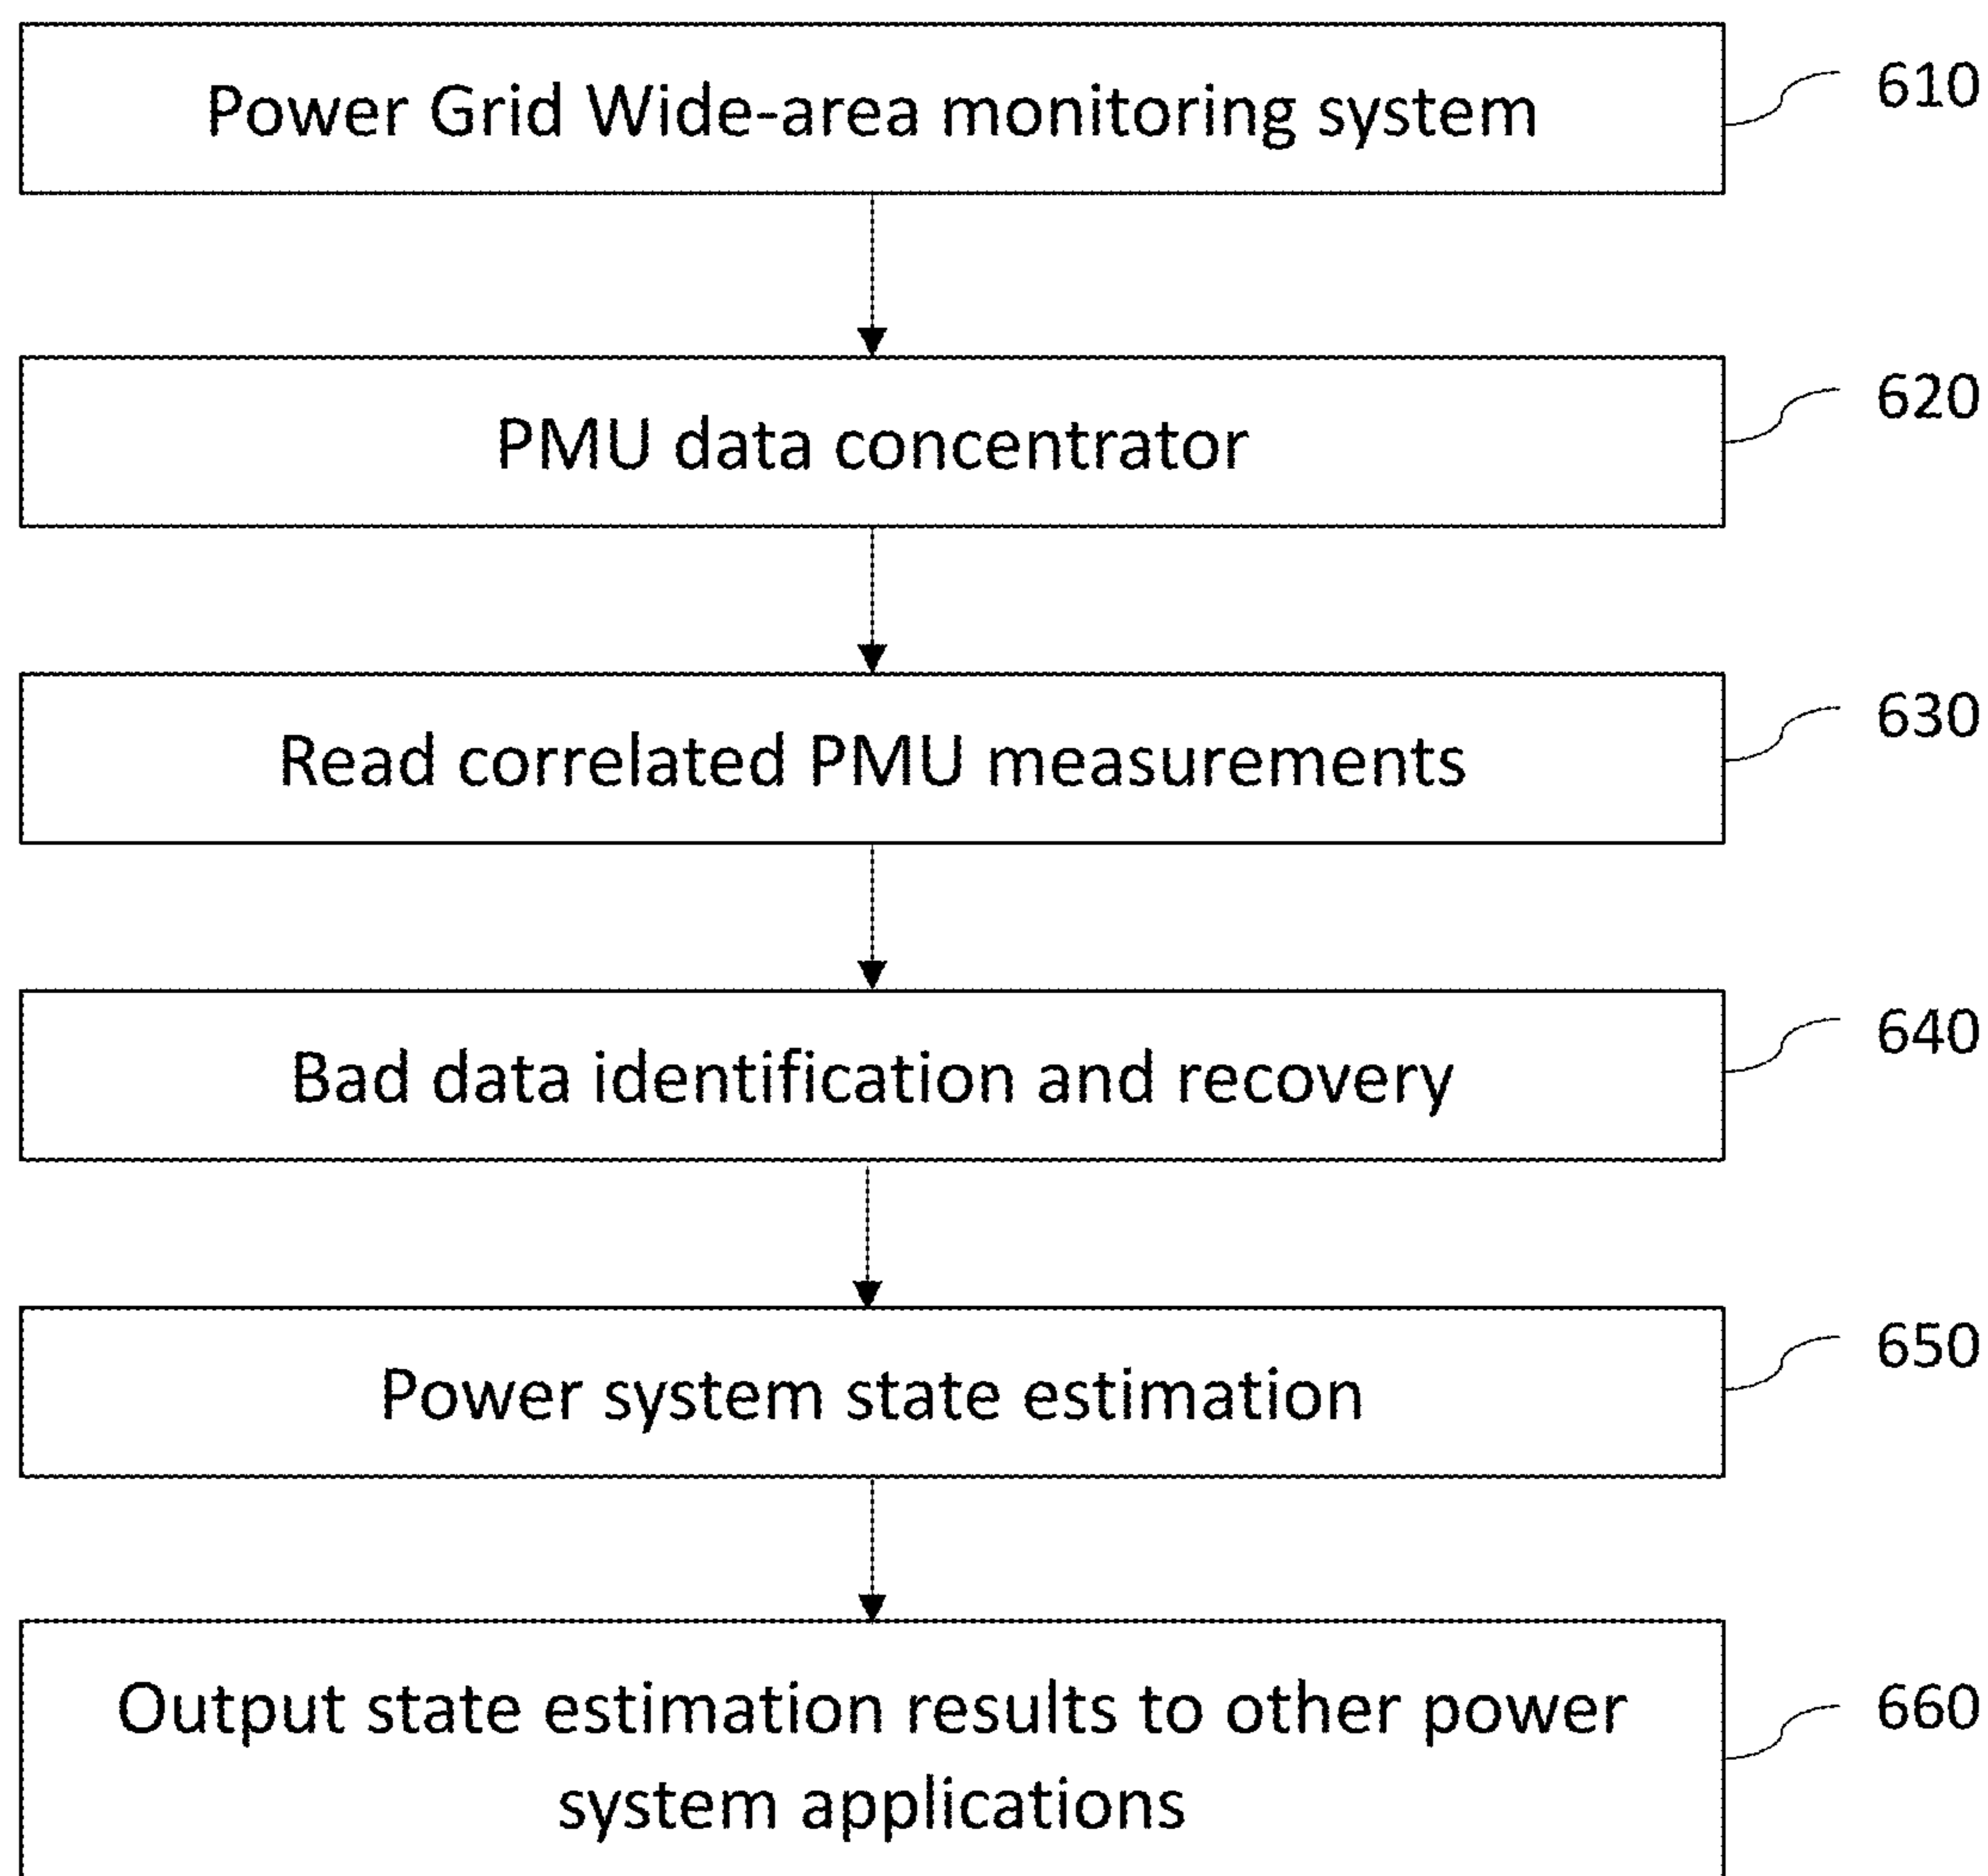 Power Grid Wide-area monitoring system
610
PMU data concentrator
620
Read correlated PMU measurements
630
Bad data identification and recovery
640
Power system state estimation
650
Output state estimation results to other power
system applications
660